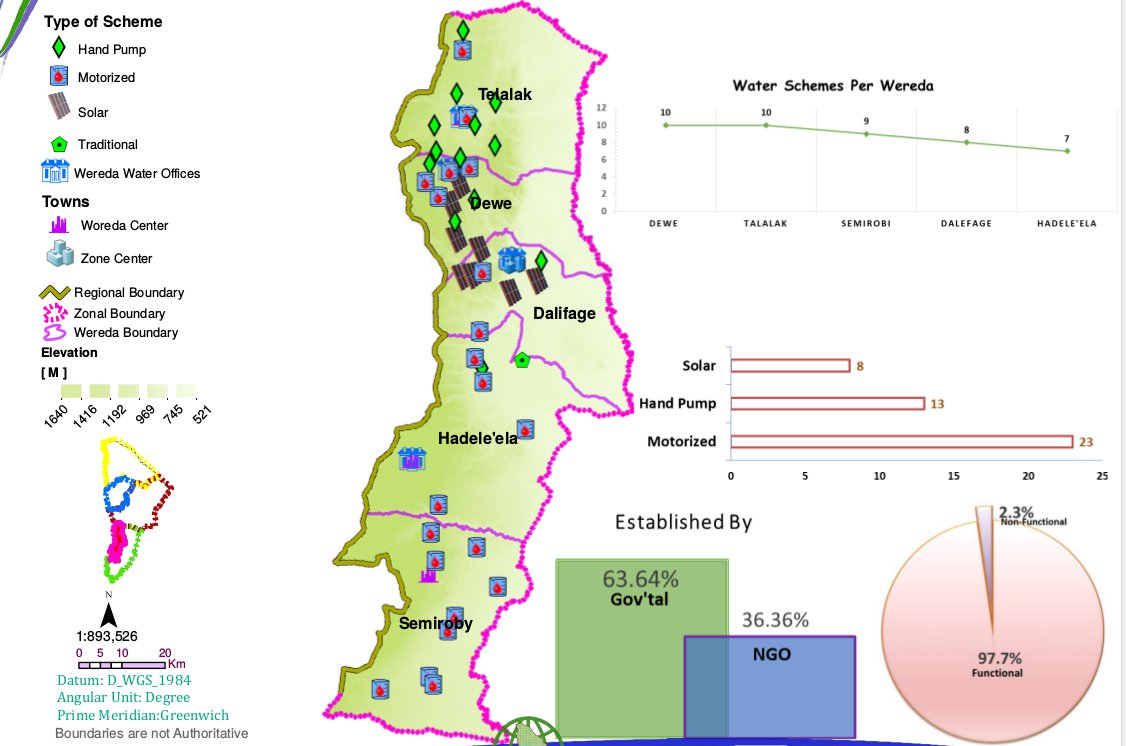 Type of Scheme
Hand Pump
Motorized
Solar
Traditional
Wereda Water Offices
Towns
Woreda Center
Zone Center
Regional Boundary
Zonal Boundary
Wereda Boundary
Elevation
[ M ]
1640 1416 1192 969 745 521
N
1:893,526
0 5 10 20
Km
Datum: D_WGS_1984
Angular Unit: Degree
Prime Meridian:Greenwich
Boundaries are not Authoritative
Telalak
Dewe
Dalifage
Hadele'ela
Semiroby
Water Schemes Per Wereda
12
10
8
6
4
2
0
10 10 9 8 7
DEWE TALALAK SEMIROBI DALEFAGE HADELE'ELA
Solar 8
Hand Pump 13
Motorized 23
0 5 10 15 20 25
Established By
63.64%
Gov'tal
36.36%
NGO
2.3%
Non-Functional
97.7%
Functional